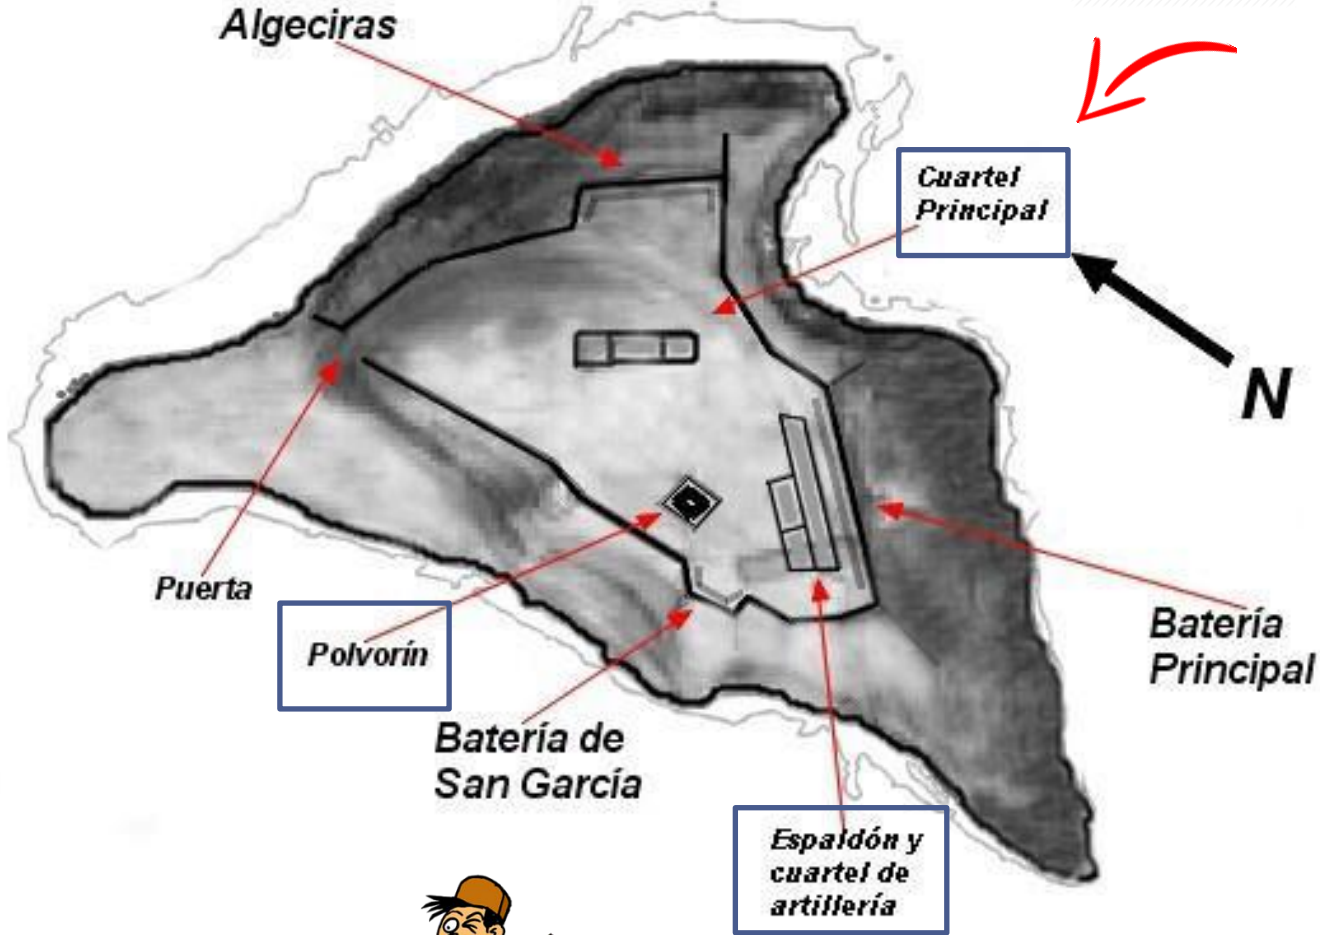 Algeciras
Cuartel
Principal
N
Puerta
Polvorín
Batería
Principal
Batería de
San García
Espaldón y
cuartel de
artillería